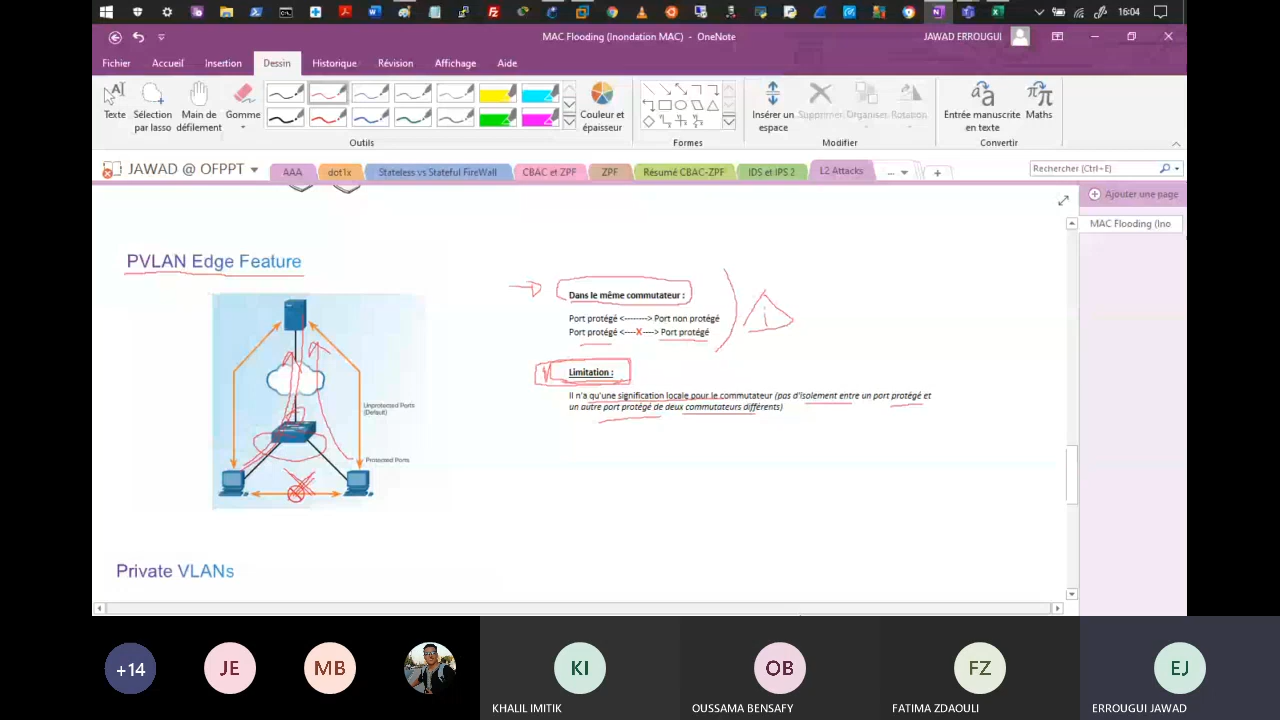 16:04
MAC Flooding (Inondation MAC) - OneNote
JAWAD ERROUGUI
Fichier
Accueil
Insertion
Dessin
Historique
Révision
Affichage
Aide
Texte
Sélection par lasso
Main de défilement
Gomme
Couleur et épaisseur
Insérer un espace
Supprimer
Organiser
Rotation
Entrée manuscrite en texte
Maths
Outils
Formes
Modifier
Convertir
JAWAD @ OFPPT
AAA
dot1x
Stateless vs Stateful FireWall
CBAC et ZPF
ZPF
Résumé CBAC-ZPF
IDS et IPS 2
L2 Attacks
...
Rechercher (Ctrl+E)
Ajouter une page
MAC Flooding (Ino
PVLAN Edge Feature
Unprotected Ports
(Default)
Protected Ports
Dans le même commutateur :
Port protégé <--------> Port non protégé
Port protégé <----X----> Port protégé
Limitation :
Il n'a qu'une signification locale pour le commutateur (pas d'isolement entre un port protégé et
un autre port protégé de deux commutateurs différents)
Private VLANs
+14
JE
MB
KI
OB
FZ
EJ
KHALIL IMITIK
OUSSAMA BENSAFY
FATIMA ZDAOULI
ERROUGUI JAWAD